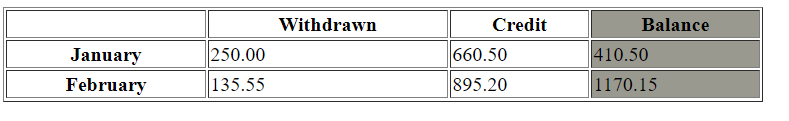 Withdrawn Credit Balance
January 250.00 660.50 410.50
February 135.55 895.20 1170.15